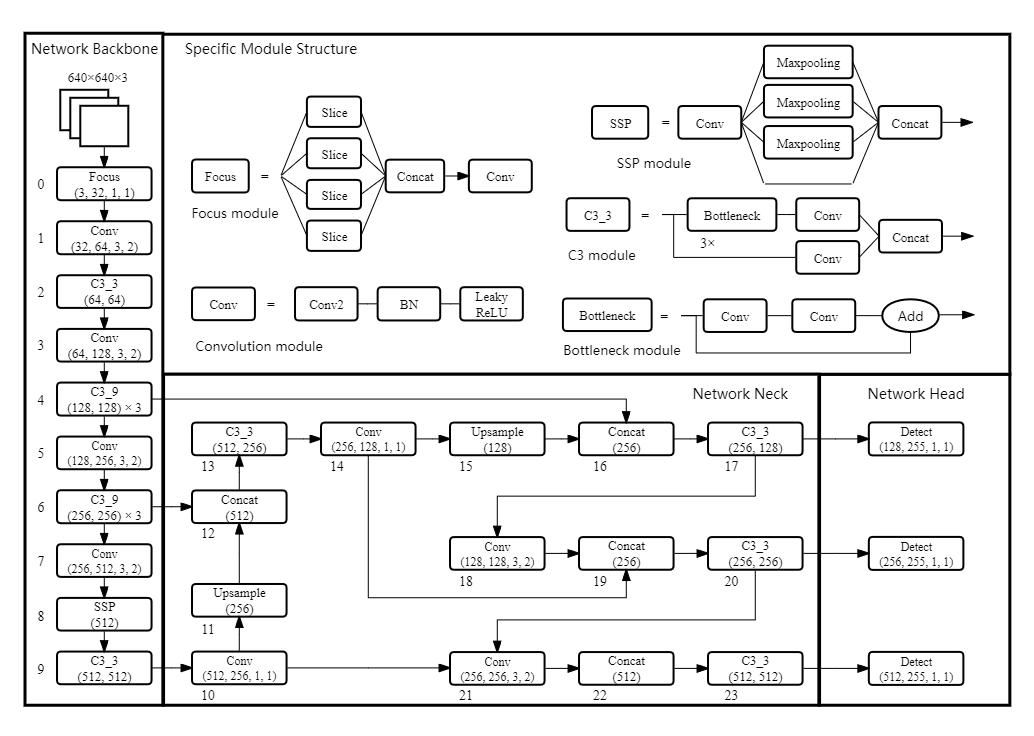 Network Backbone
640×640×3
0
Focus
(3, 32, 1, 1)
1
Conv
(32, 64, 3, 2)
2
C3_3
(64, 64)
3
Conv
(64, 128, 3, 2)
4
C3_9
(128, 128) × 3
5
Conv
(128, 256, 3, 2)
6
C3_9
(256, 256) × 3
7
Conv
(256, 512, 3, 2)
8
SSP
(512)
9
C3_3
(512, 512)
Specific Module Structure
Focus
=
Slice
Slice
Slice
Slice
Concat
Conv
Focus module
Conv
=
Conv2
BN
Leaky
ReLU
Convolution module
SSP
=
Conv
Maxpooling
Maxpooling
Maxpooling
Concat
SSP module
C3_3
=
Bottleneck
3×
Conv
Conv
Concat
C3 module
Bottleneck
=
Conv
Conv
Add
Bottleneck module
Network Neck
C3_3
(512, 256)
13
Conv
(256, 128, 1, 1)
14
Upsample
(128)
15
Concat
(256)
16
C3_3
(256, 128)
17
Concat
(512)
12
Conv
(128, 128, 3, 2)
18
Concat
(256)
19
C3_3
(256, 256)
20
Upsample
(256)
11
Conv
(512, 256, 1, 1)
10
Conv
(256, 256, 3, 2)
21
Concat
(512)
22
C3_3
(512, 512)
23
Network Head
Detect
(128, 255, 1, 1)
Detect
(256, 255, 1, 1)
Detect
(512, 255, 1, 1)